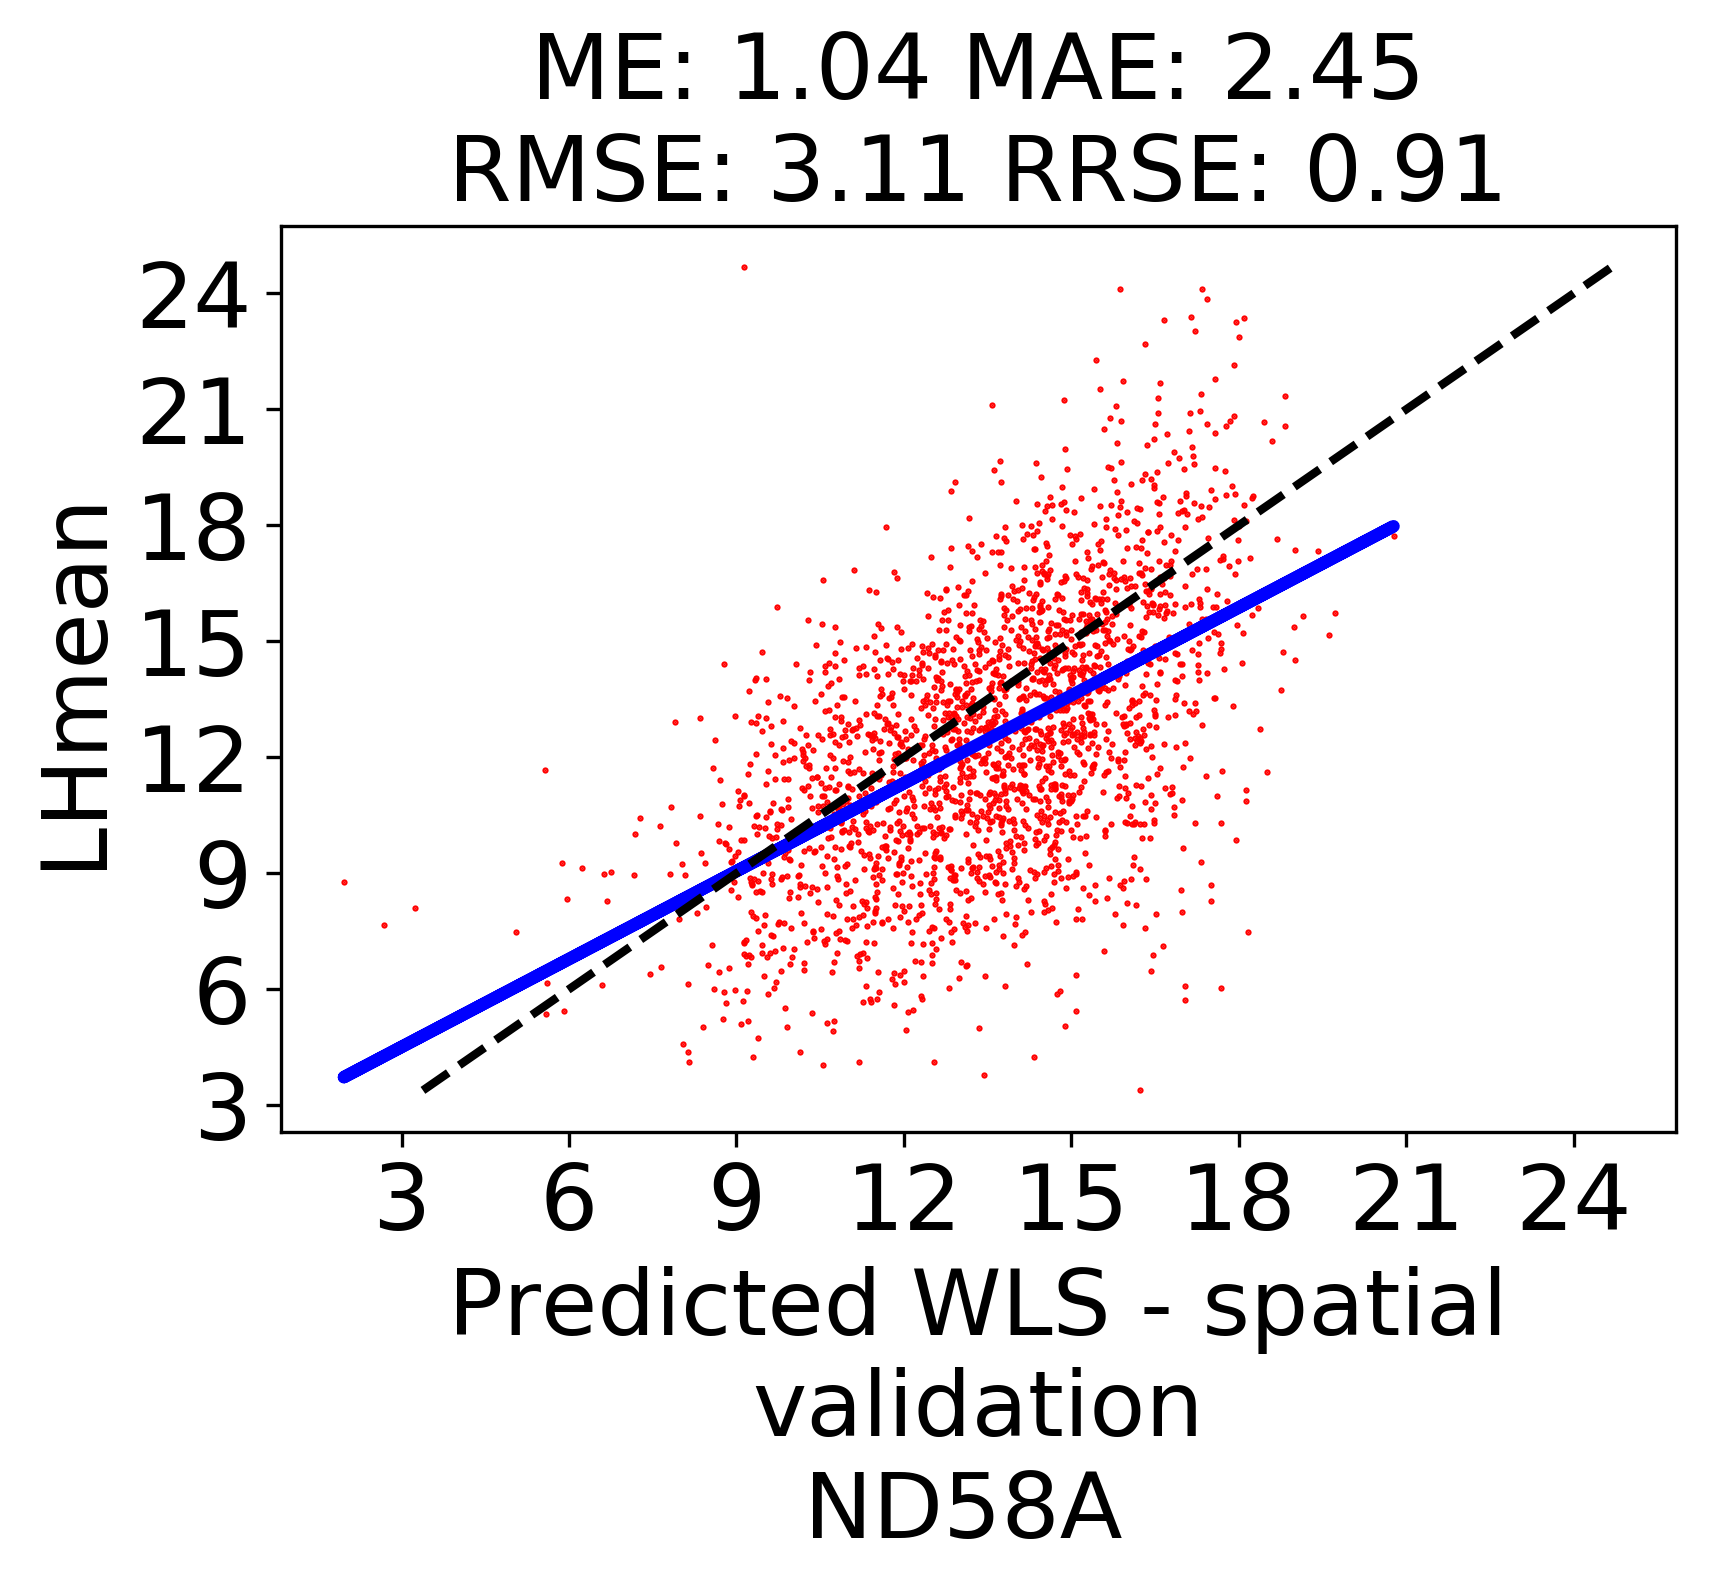 ME: 1.04 MAE: 2.45
RMSE: 3.11 RRSE: 0.91
LHmean
24
21
18
15
12
9
6
3
3 6 9 12 15 18 21 24
Predicted WLS - spatial
validation
ND58A